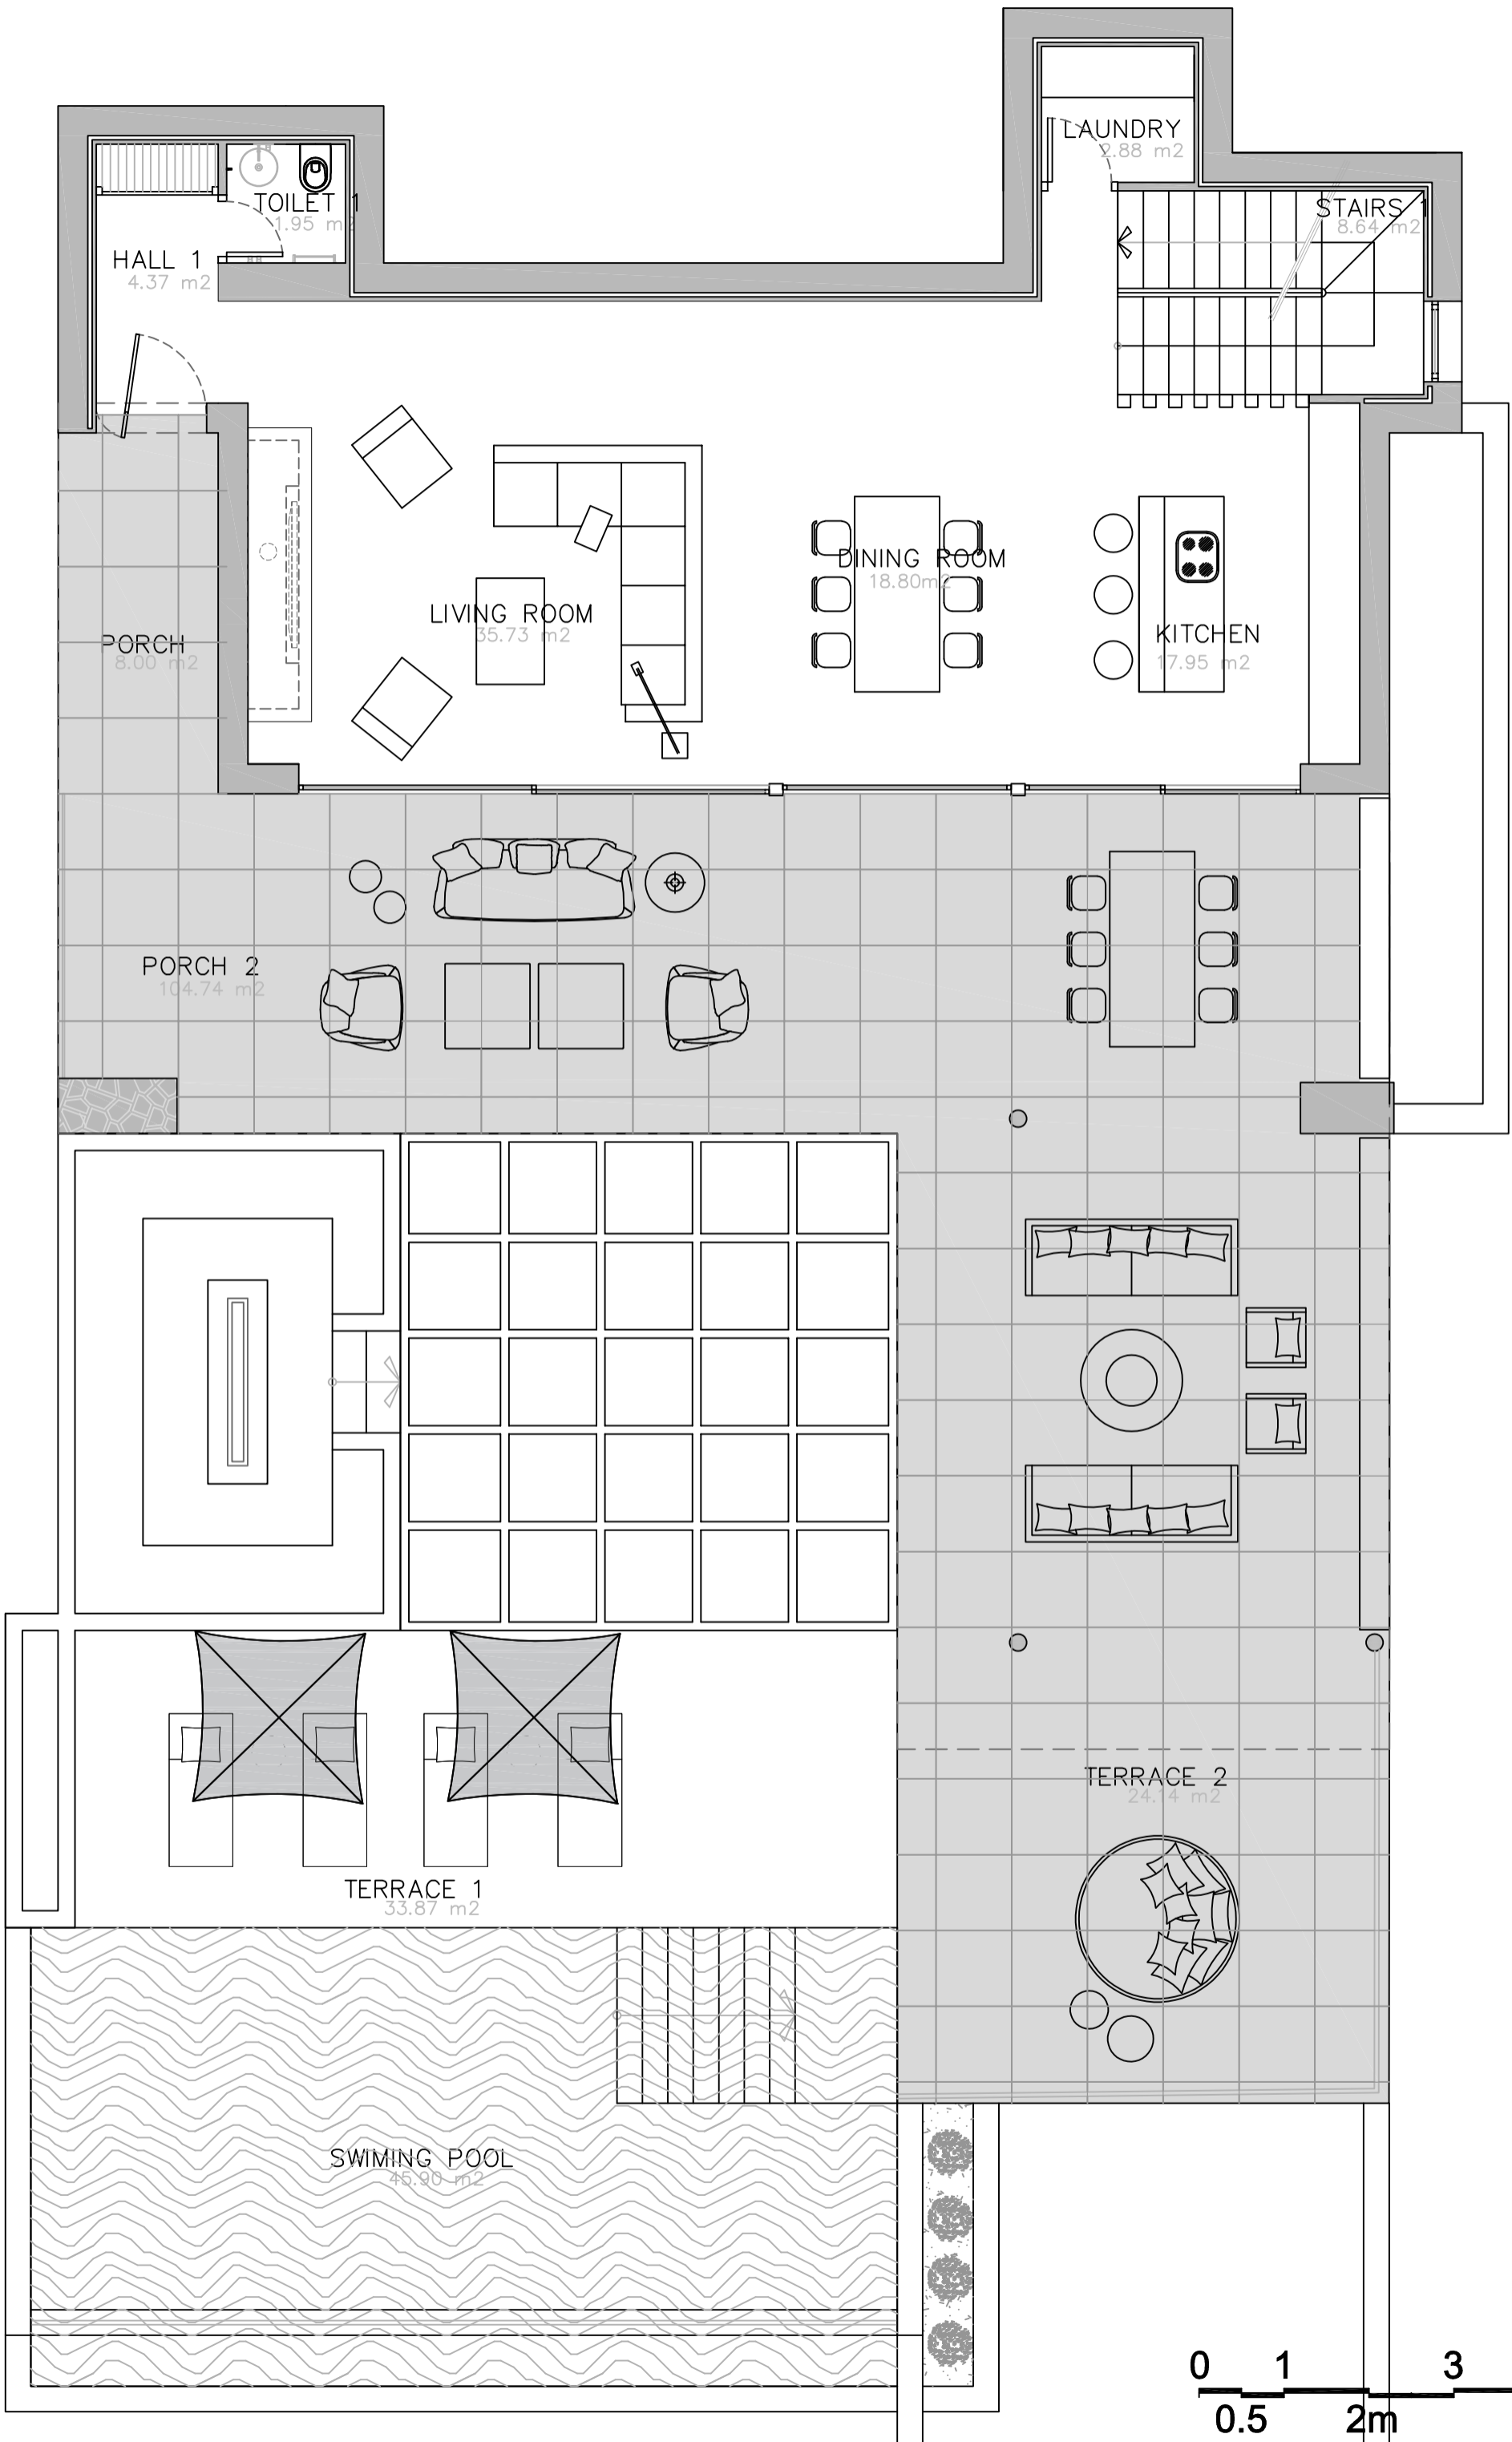 LAUNDRY
2.88 m2
TOILET 1
1.95 m2
STAIRS 1
8.64 m2
HALL 1
4.37 m2
DINING ROOM
18.80m2
LIVING ROOM
35.73 m2
KITCHEN
17.95 m2
PORCH
8.00 m2
PORCH 2
104.74 m2
TERRACE 2
24.14 m2
TERRACE 1
33.87 m2
SWIMING POOL
45.90 m2
0 1 3
0.5 2m